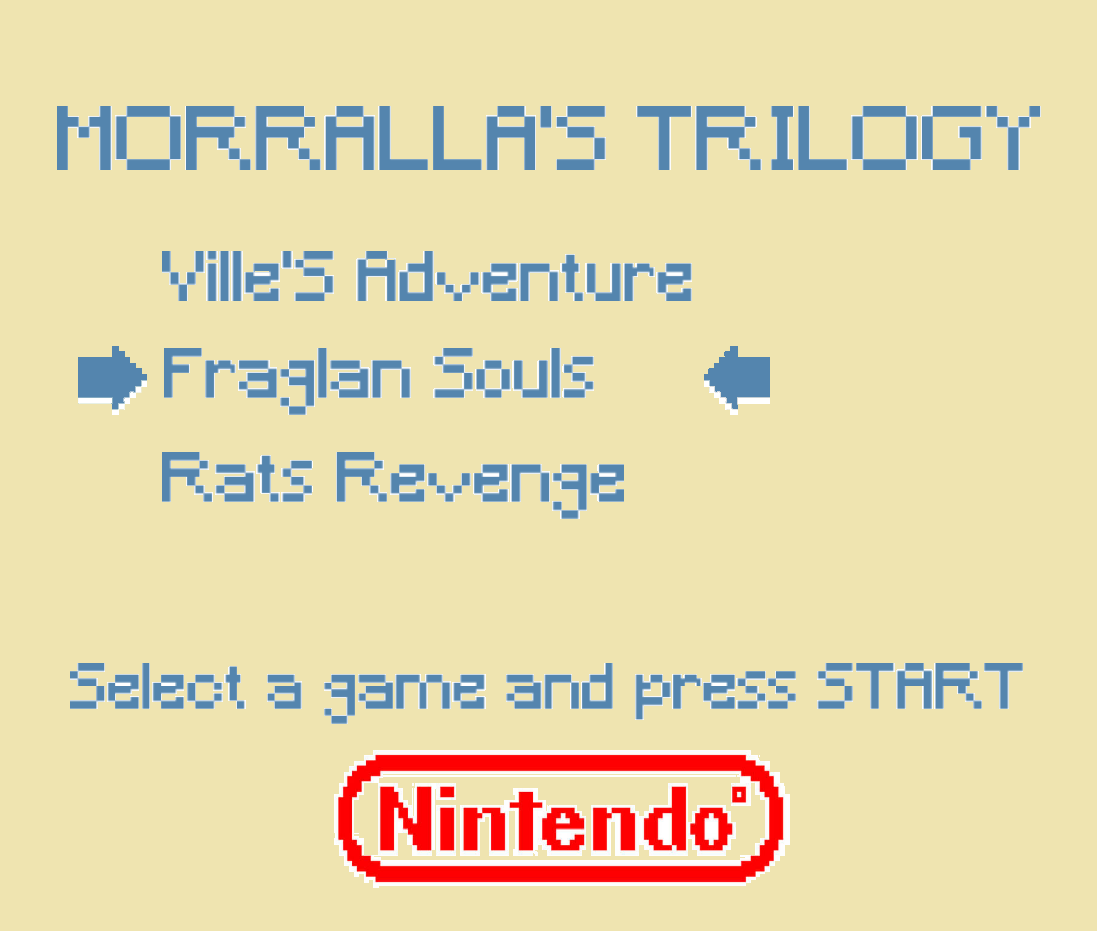 MORRALLA'S TRILOGY
Ville'S Adventure
Fraglan Souls
Rats Revenge
Select a game and press START
Nintendo